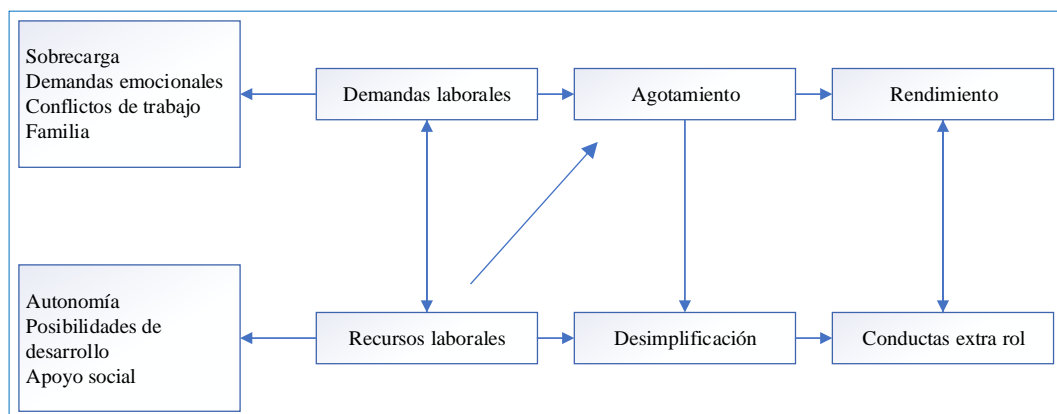 Sobrecarga
Demandas emocionales
Conflictos de trabajo
Familia
Demandas laborales
Agotamiento
Rendimiento
Autonomía
Posibilidades de
desarrollo
Apoyo social
Recursos laborales
Desimplificación
Conductas extra rol